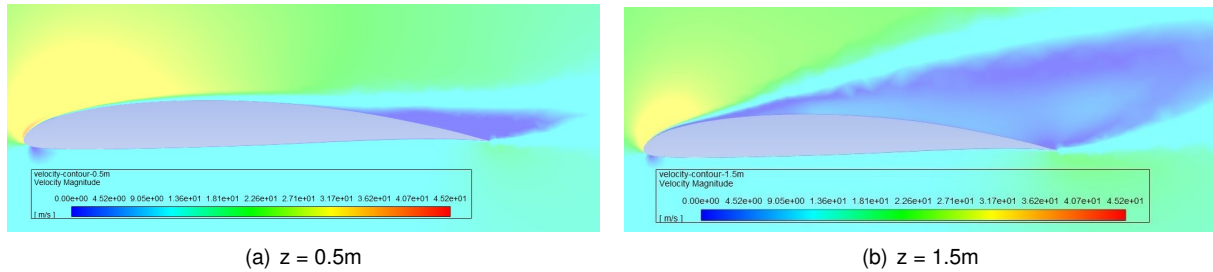 velocity-contour-0.5m
Velocity Magnitude
0.00e+00 4.52e+00 9.05e+00 1.36e+01 1.81e+01 2.26e+01 2.71e+01 3.17e+01 3.62e+01 4.07e+01 4.52e+01
[ m/s ]
(a) z = 0.5m
velocity-contour-1.5m
Velocity Magnitude
0.00e+00 4.52e+00 9.05e+00 1.36e+01 1.81e+01 2.26e+01 2.71e+01 3.17e+01 3.62e+01 4.07e+01 4.52e+01
[ m/s ]
(b) z = 1.5m